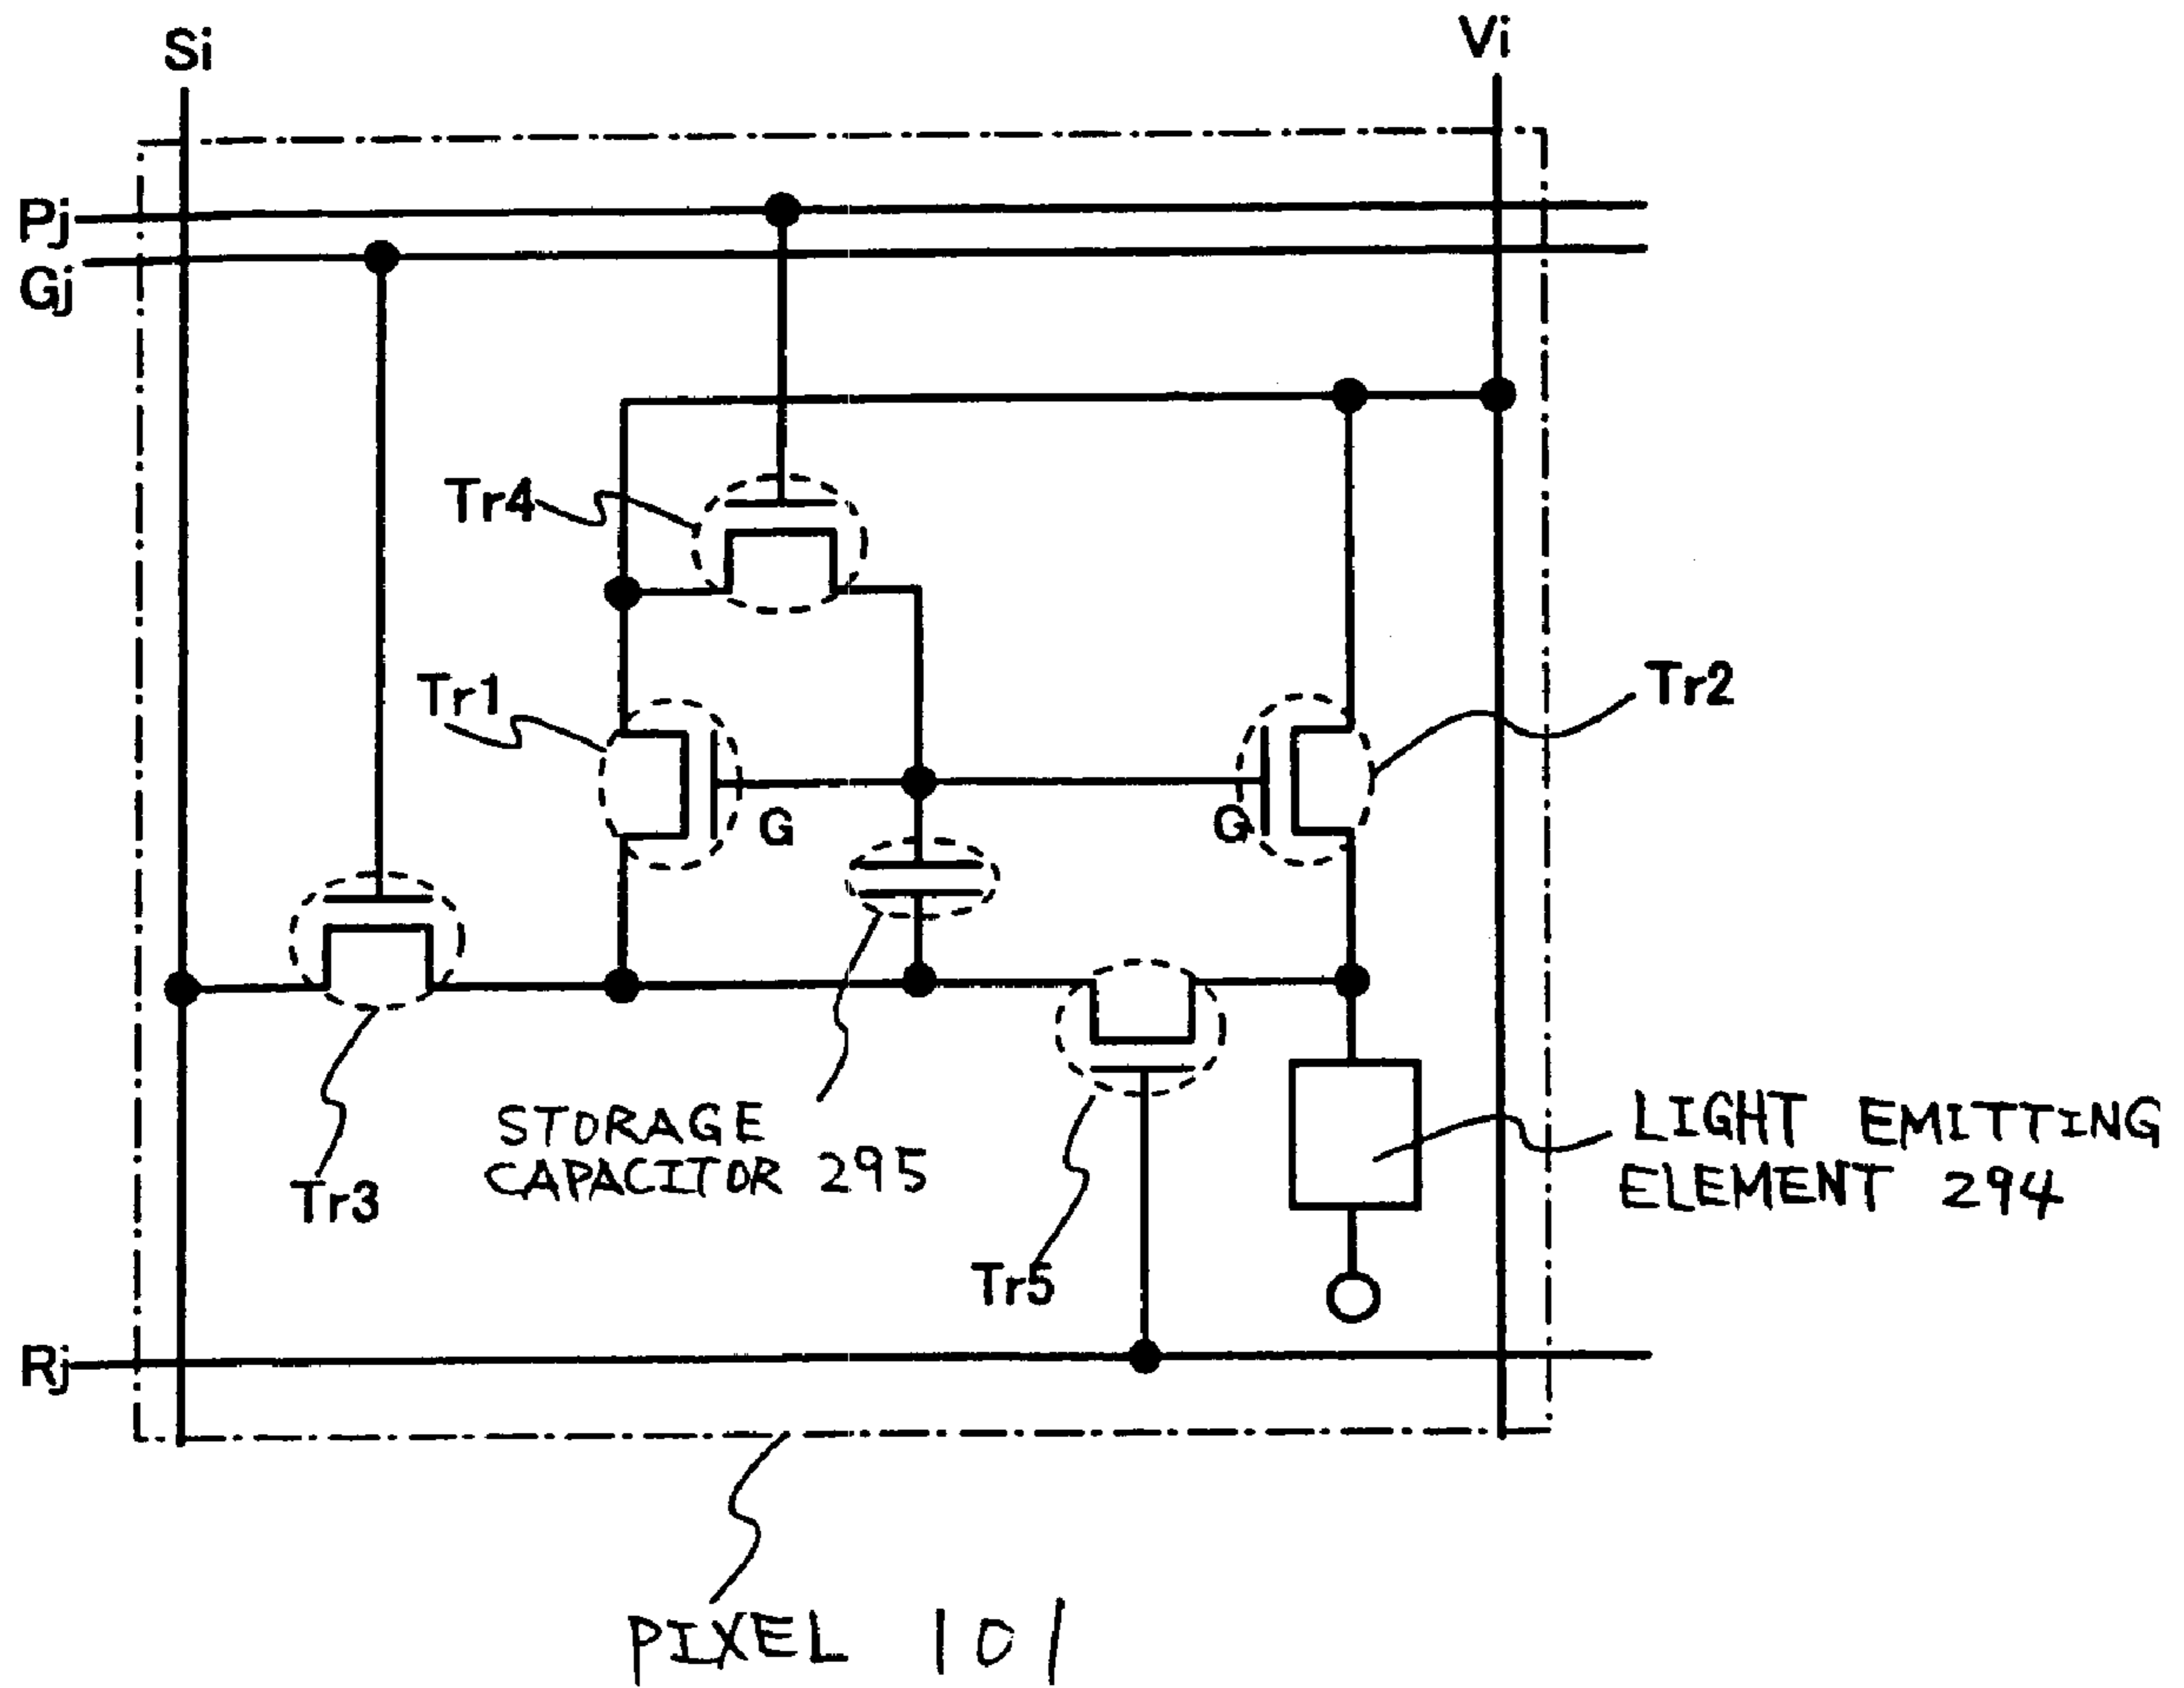 Si
Vi
Pj
Gj
Tr4
Tr1
Tr2
G
G
STORAGE
CAPACITOR 295
LIGHT EMITTING
ELEMENT 294
Tr3
Tr5
Rj
PIXEL 101